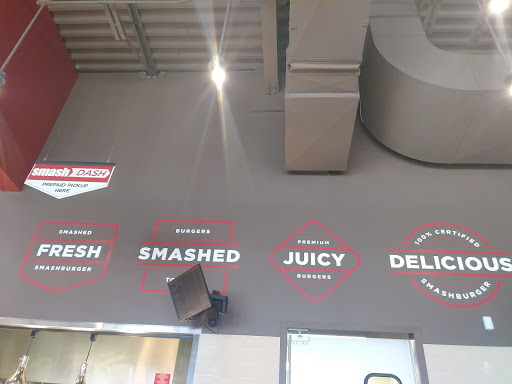 smash DASH
PREPAID PICKUP
HERE
SMASHED
FRESH
SMASHBURGER
BURGERS
SMASHED
PREMIUM
JUICY
BURGERS
100% CERTIFIED
DELICIOUS
SMASHBURGER